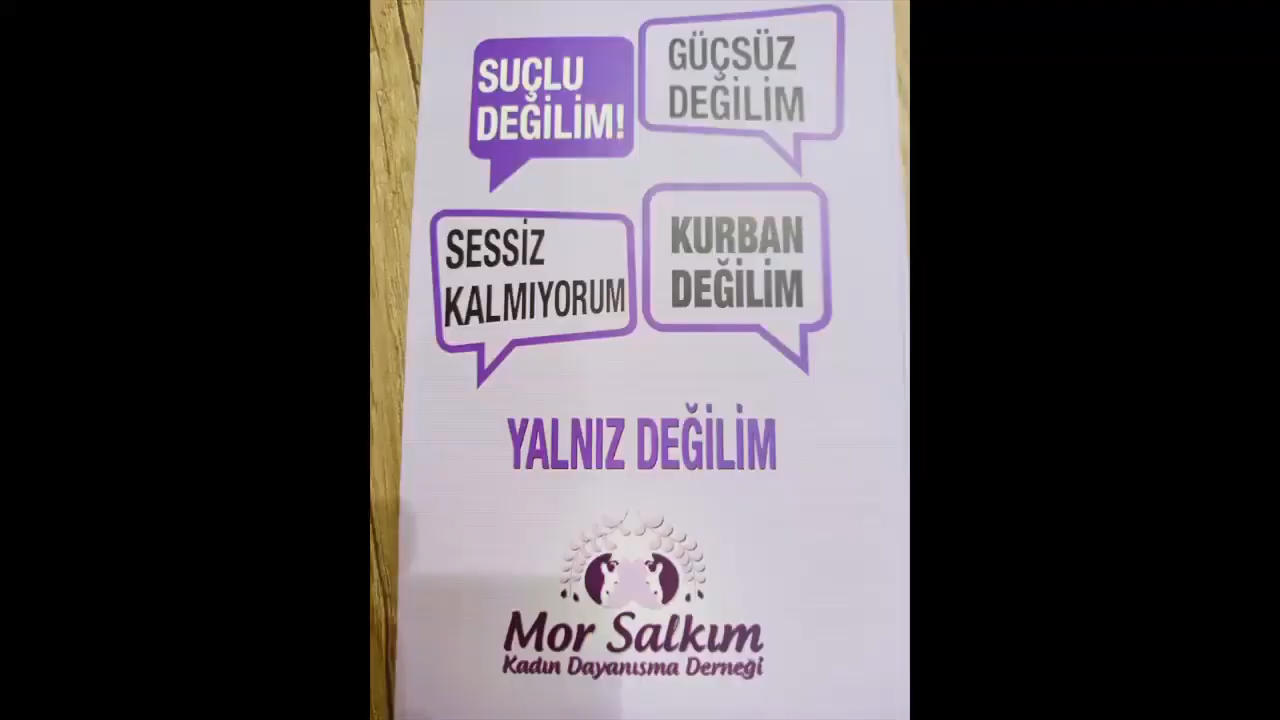 SUÇLU
DEĞİLİM!
GÜÇSÜZ
DEĞİLİM
SESSİZ
KALMIYORUM
KURBAN
DEĞİLİM
YALNIZ DEĞİLİM
Mor Salkım
Kadın Dayanışma Derneği